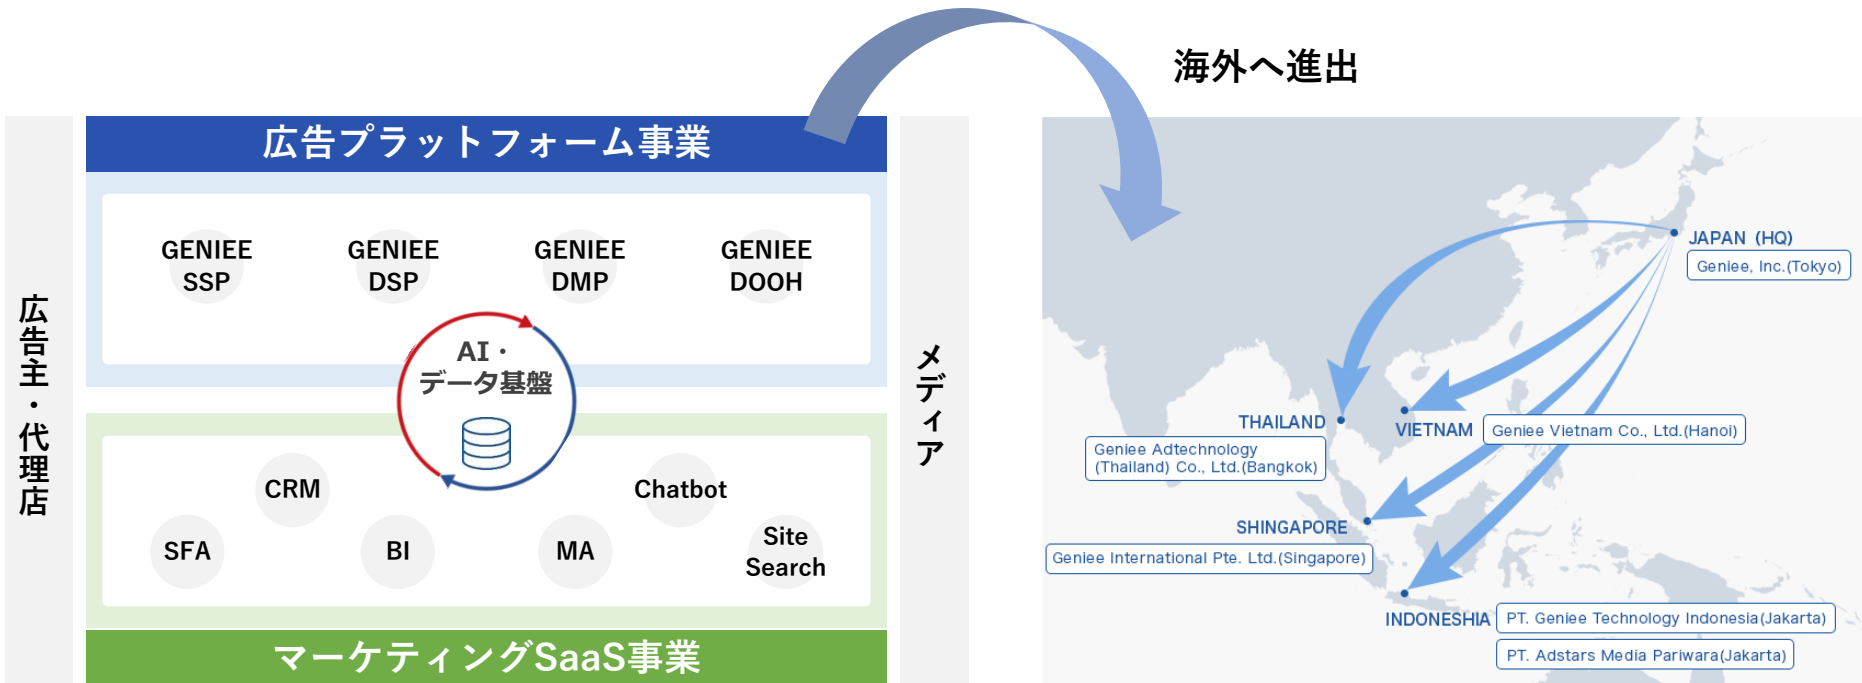 海外へ進出
広告主・代理店
広告プラットフォーム事業
GENIEE
SSP
GENIEE
DSP
GENIEE
DMP
GENIEE
DOOH
AI・
データ基盤
CRM
Chatbot
SFA
BI
MA
Site
Search
マーケティングSaaS事業
メディア
JAPAN (HQ)
Geniee, Inc.(Tokyo)
THAILAND
Geniee Adtechnology
(Thailand) Co., Ltd.(Bangkok)
VIETNAM
Geniee Vietnam Co., Ltd.(Hanoi)
SHINGAPORE
Geniee International Pte. Ltd.(Singapore)
INDONESHIA
PT. Geniee Technology Indonesia(Jakarta)
PT. Adstars Media Pariwara(Jakarta)